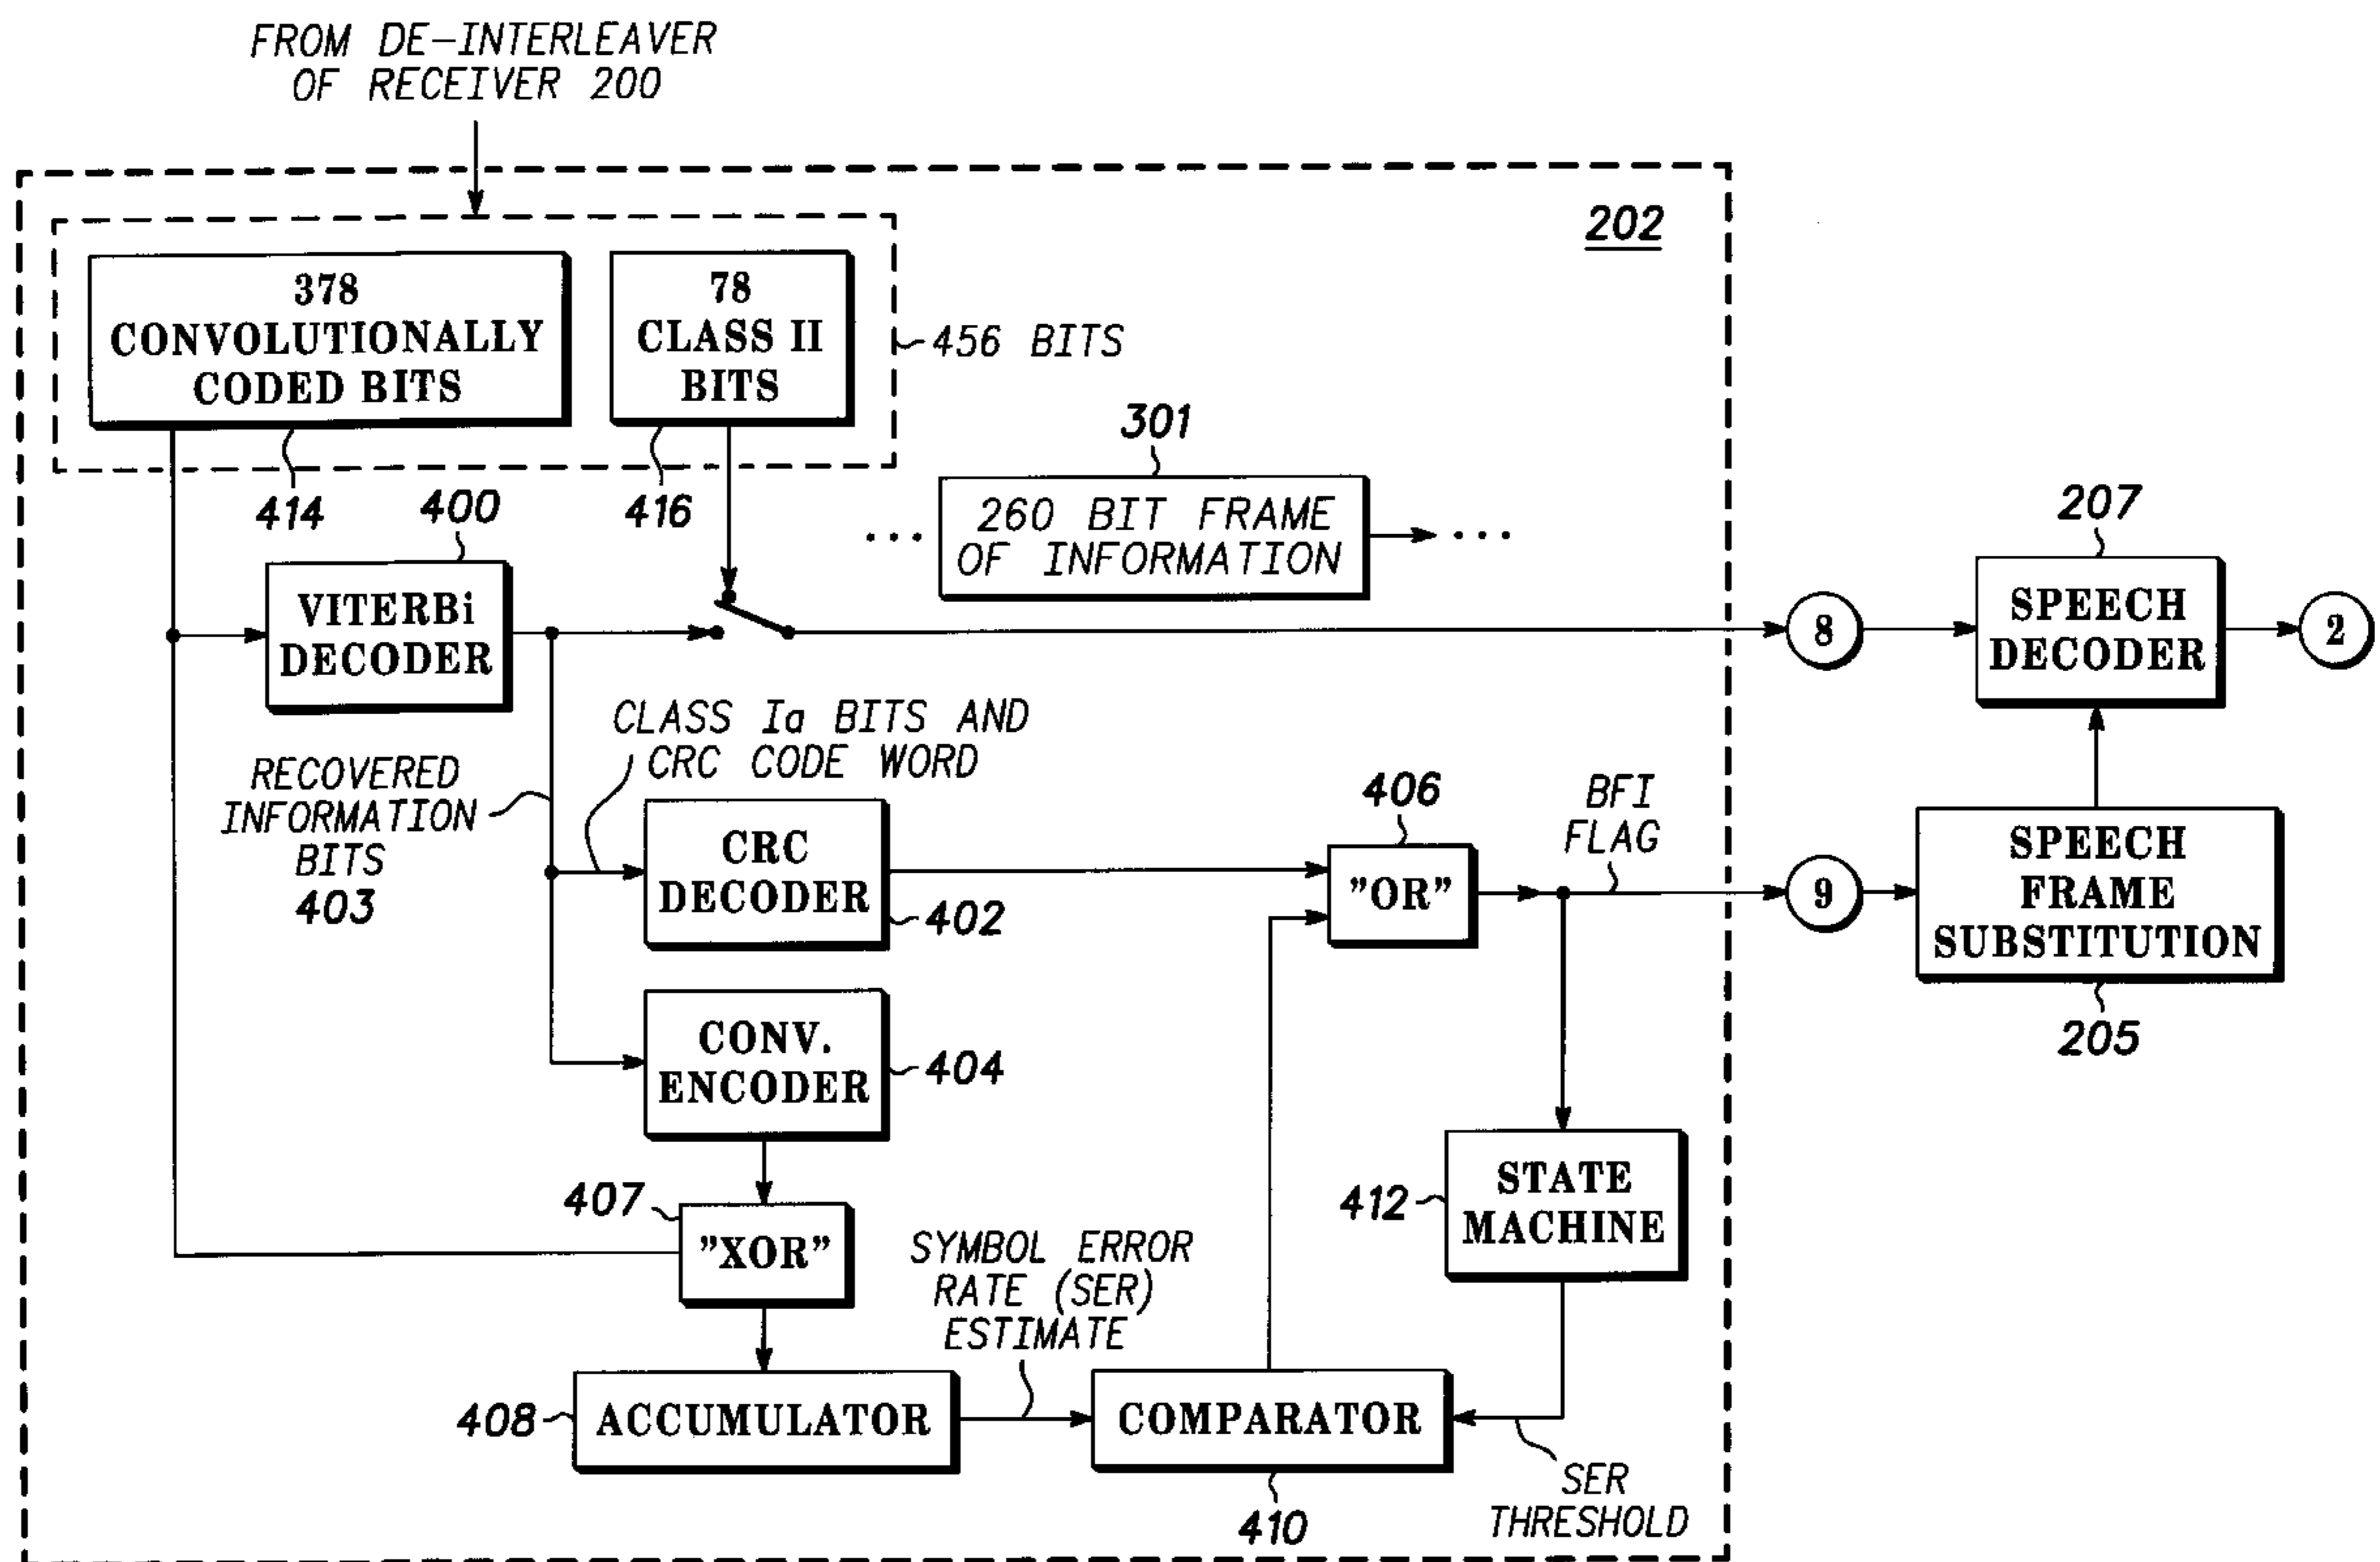 FROM DE-INTERLEAVER
OF RECEIVER 200
202
378
CONVOLUTIONALLY
CODED BITS
78
CLASS II
BITS
456 BITS
414
416
301
260 BIT FRAME
OF INFORMATION
... ...
400
VITERBi
DECODER
8
207
SPEECH
DECODER
2
CLASS Ia BITS AND
CRC CODE WORD
RECOVERED
INFORMATION
BITS
403
CRC
DECODER
402
406
"OR"
BFI
FLAG
9
SPEECH
FRAME
SUBSTITUTION
205
CONV.
ENCODER
404
407
"XOR"
412
STATE
MACHINE
SYMBOL ERROR
RATE (SER)
ESTIMATE
408
ACCUMULATOR
COMPARATOR
410
SER
THRESHOLD